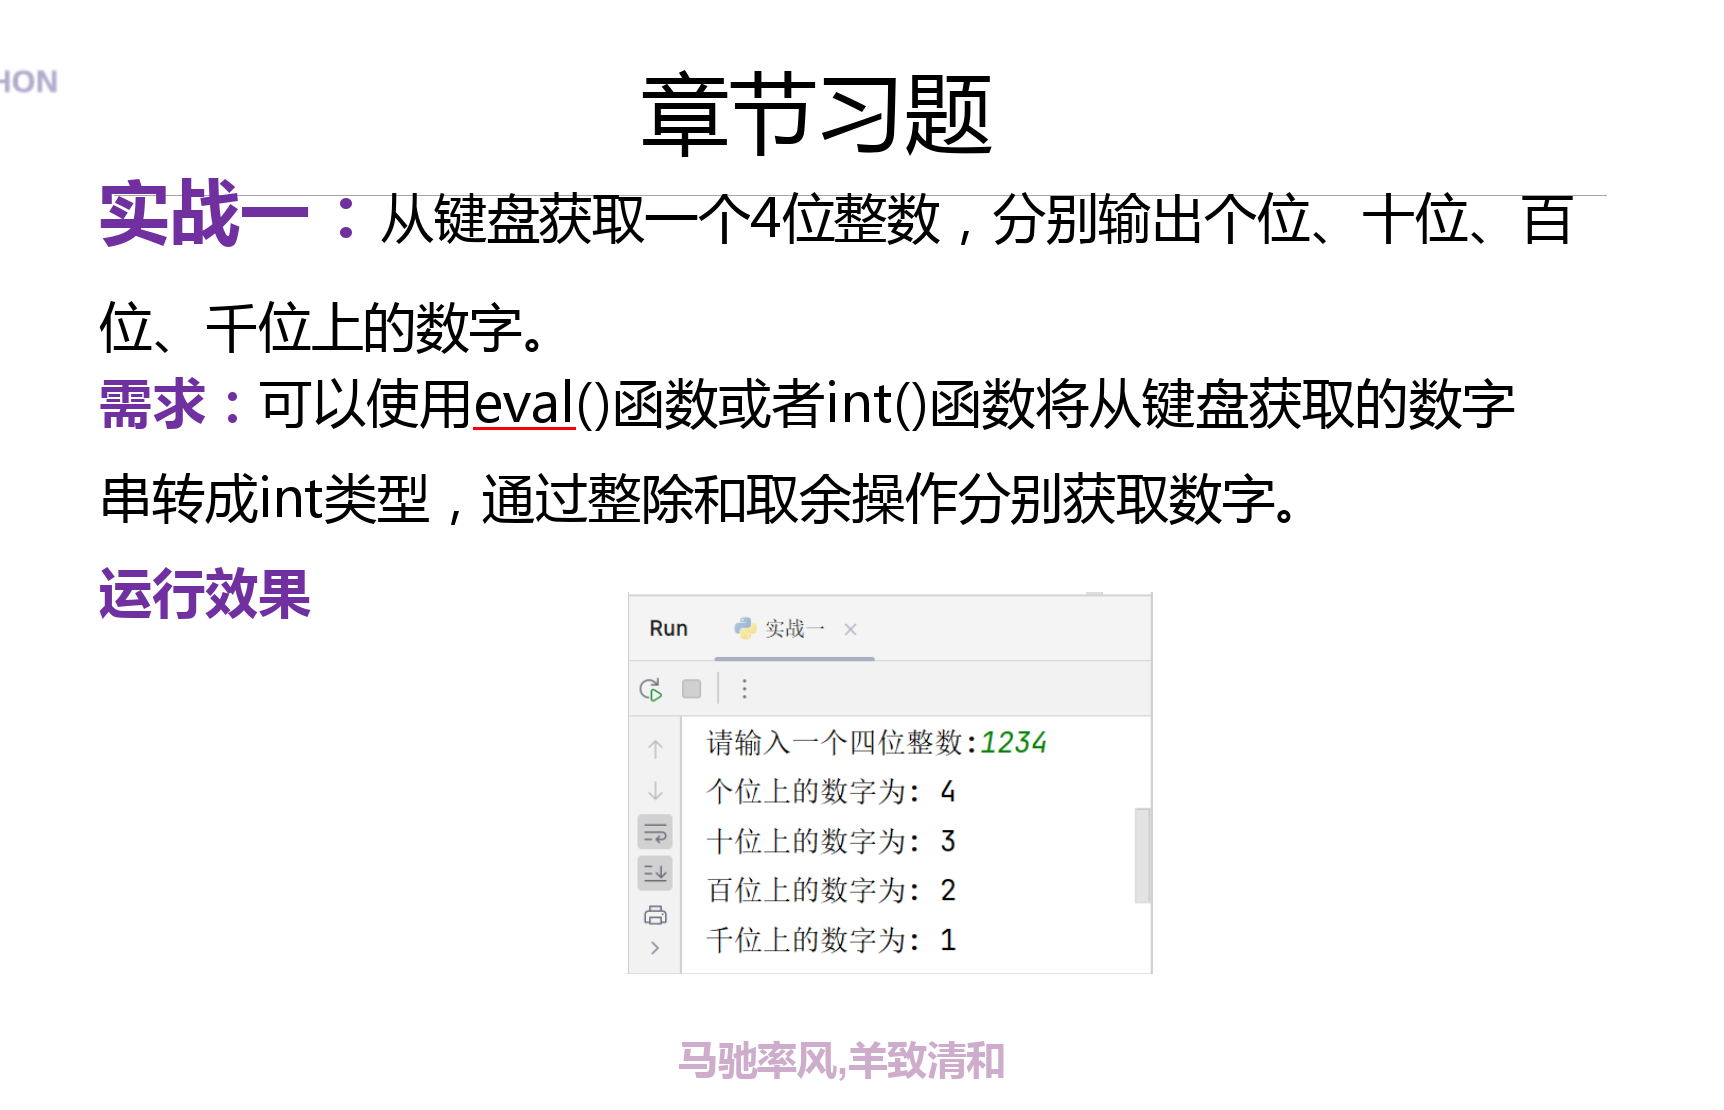 HON
章节习题
实战一：从键盘获取一个4位整数，分别输出个位、十位、百
位、千位上的数字。
需求：可以使用eval()函数或者int()函数将从键盘获取的数字
串转成int类型，通过整除和取余操作分别获取数字。
运行效果
Run 实战一
请输入一个四位整数:1234
个位上的数字为: 4
十位上的数字为: 3
百位上的数字为: 2
千位上的数字为: 1
马驰率风,羊致清和